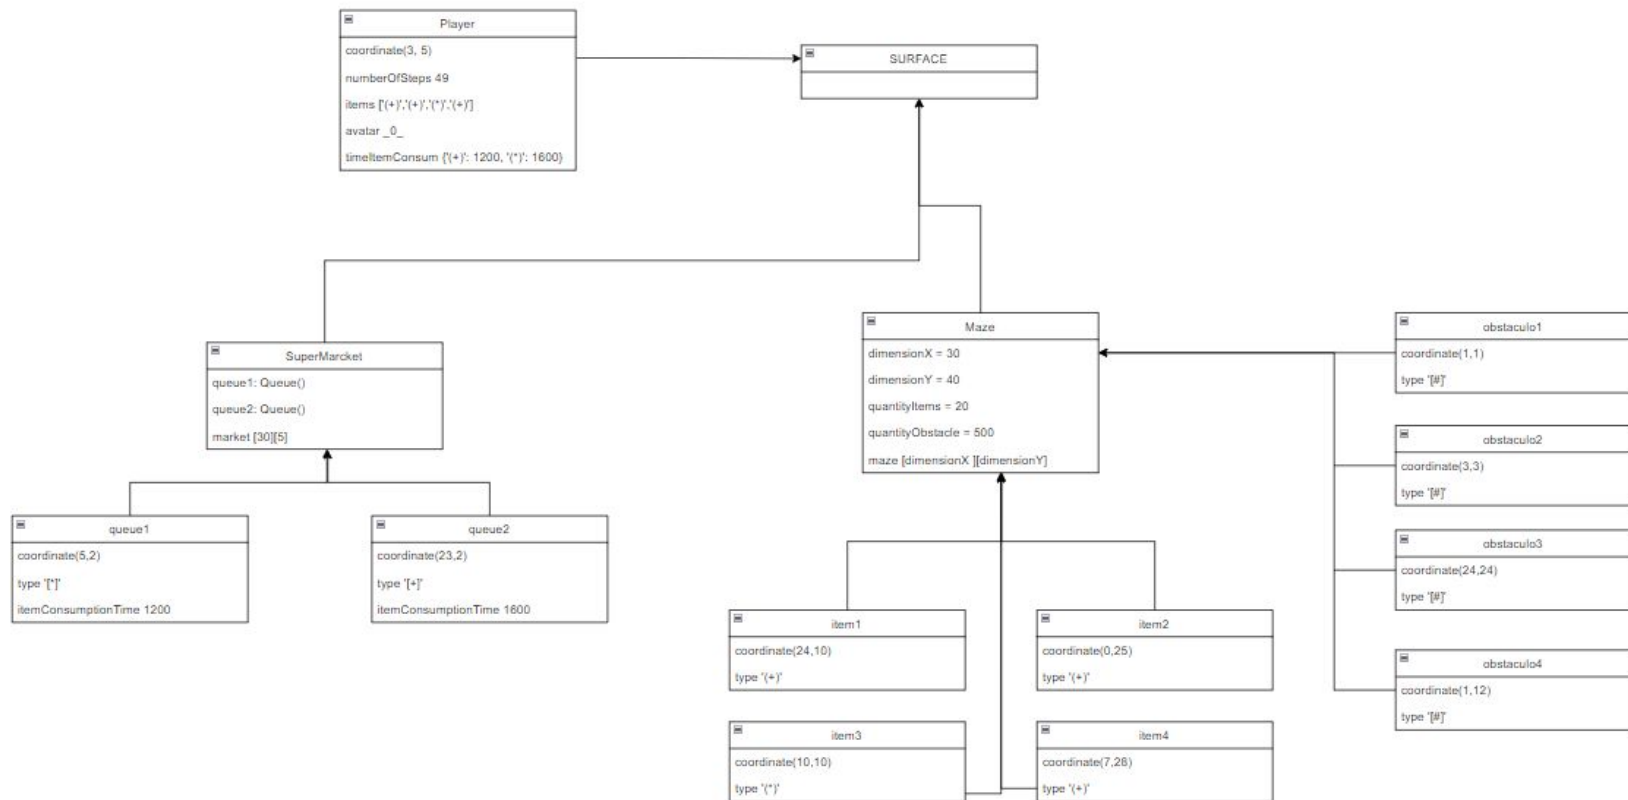 Player
coordinate(3, 5)
numberOfSteps 49
items ['(+)','(+)','(*)','(+)']
avatar _0_
timeItemConsum {'(+)': 1200, '(*)': 1600}
SURFACE
SuperMarcket
queue1: Queue()
queue2: Queue()
market [30][5]
Maze
dimensionX = 30
dimensionY = 40
quantityItems = 20
quantityObstacle = 500
maze [dimensionX ][dimensionY]
obstaculo1
coordinate(1,1)
type '[#]'
obstaculo2
coordinate(3,3)
type '[#]'
obstaculo3
coordinate(24,24)
type '[#]'
obstaculo4
coordinate(1,12)
type '[#]'
queue1
coordinate(5,2)
type '[*]'
itemConsumptionTime 1200
queue2
coordinate(23,2)
type '[+]'
itemConsumptionTime 1600
item1
coordinate(24,10)
type '(+)'
item2
coordinate(0,25)
type '(+)'
item3
coordinate(10,10)
type '(*)'
item4
coordinate(7,28)
type '(+)'